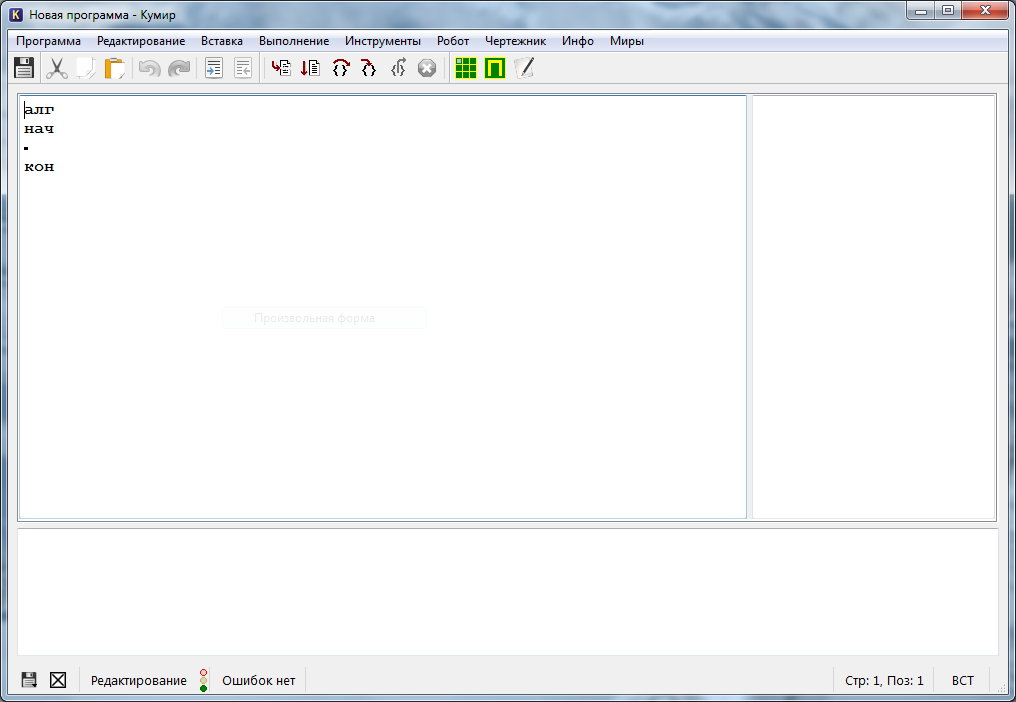 Новая программа - Кумир
Программа Редактирование Вставка Выполнение Инструменты Робот Чертежник Инфо Миры
алг
нач
кон
Произвольная форма
Редактирование Ошибок нет Стр: 1, Поз: 1 ВСТ